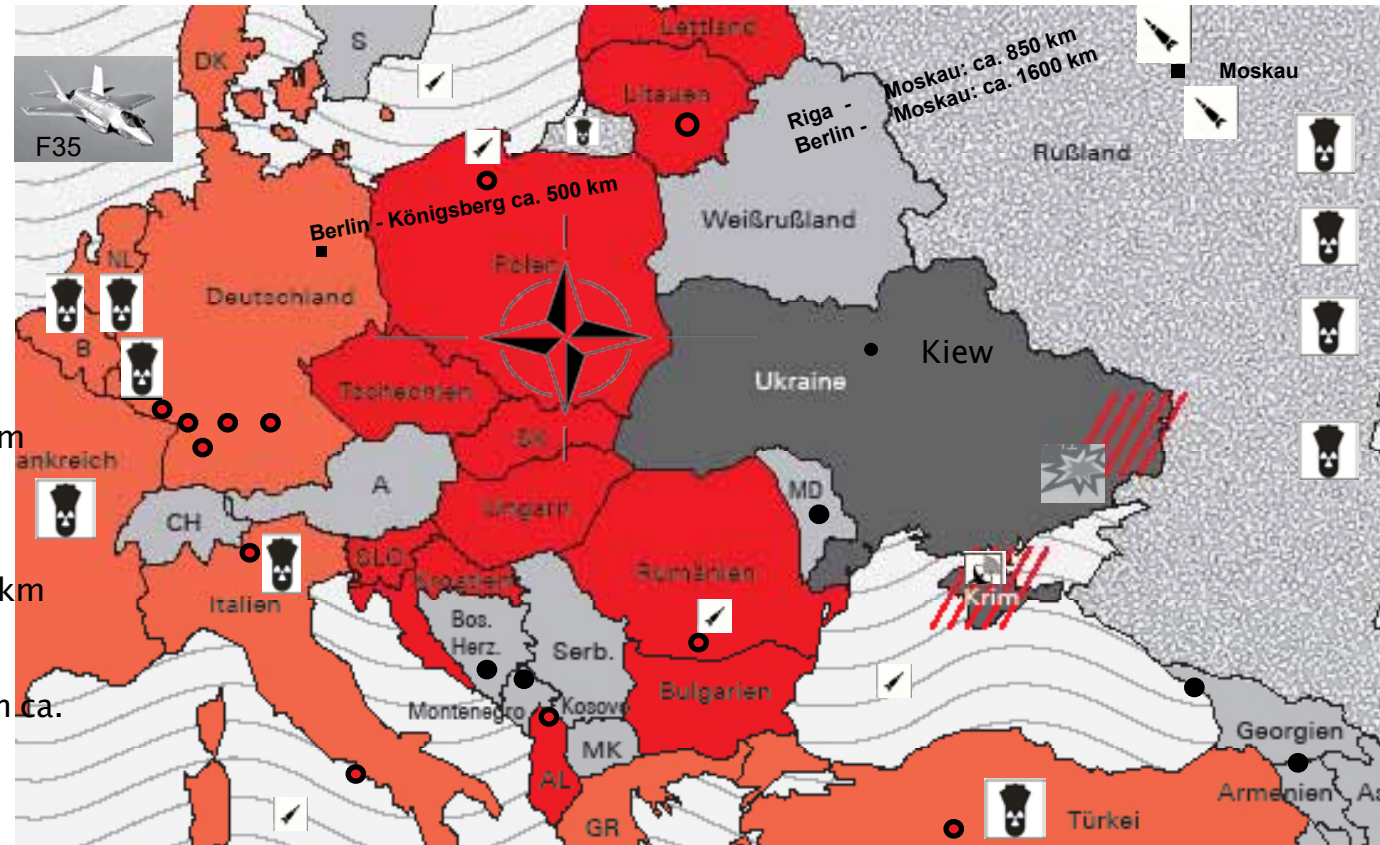 Lettland
DK
S
Riga - Moskau: ca. 850 km
Berlin - Moskau: ca. 1600 km
Moskau
Litauen
F35
Rußland
Berlin - Königsberg ca. 500 km
Weißrußland
NL
Polen
Deutschland
B
Kiew
Ukraine
Tschechien
SK
m
ankreich
A
MD
CH
Ungarn
SLO
Kroatien
Rumänien
km
Italien
Krim
Bos.
Herz.
Serb.
Bulgarien
n ca.
Montenegro
Kosovo
Georgien
MK
AL
Armenien
As
Türkei
GR